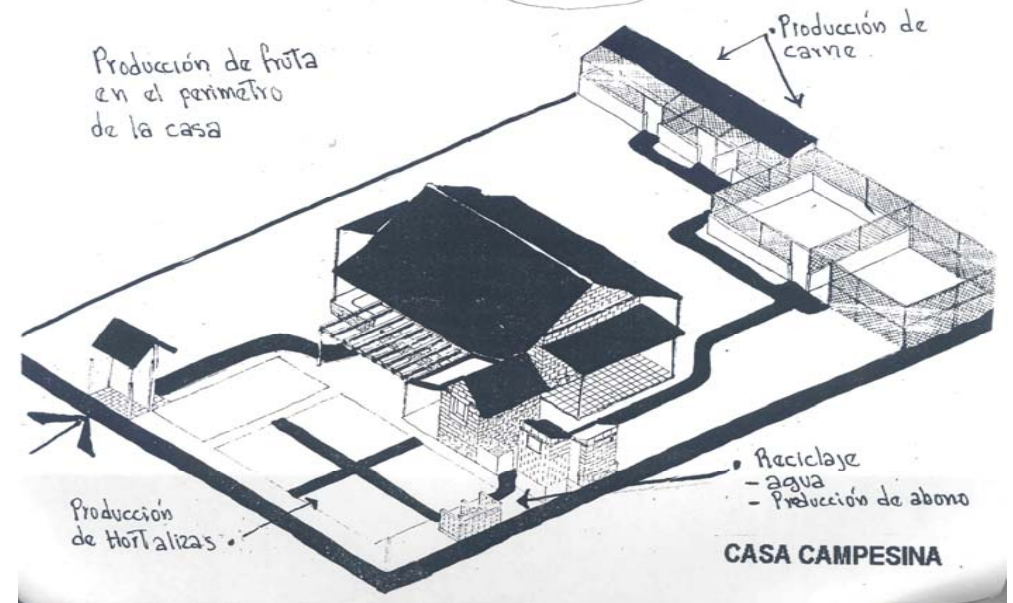 Producción de fruta
en el perimetro
de la casa
• Producción de
carne
Producción
de Hortalizas •
• Reciclaje
- agua
- Producción de abono
CASA CAMPESINA